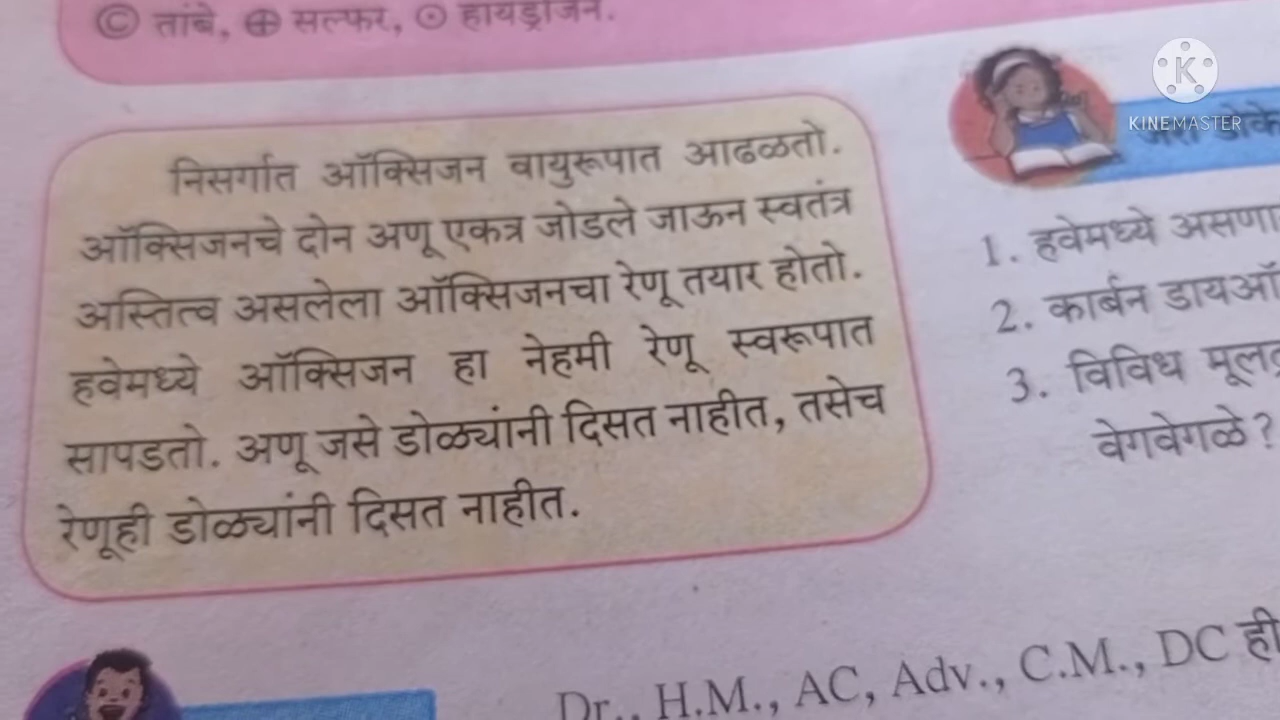 © तांबे, ⊕ सल्फर, ⊙ हायड्रोजन.
निसर्गात ऑक्सिजन वायुरूपात आढळतो.
ऑक्सिजनचे दोन अणू एकत्र जोडले जाऊन स्वतंत्र
अस्तित्व असलेला ऑक्सिजनचा रेणू तयार होतो.
हवेमध्ये ऑक्सिजन हा नेहमी रेणू स्वरूपात
सापडतो. अणू जसे डोळ्यांनी दिसत नाहीत, तसेच
रेणूही डोळ्यांनी दिसत नाहीत.
K
KINEMASTER
1. हवेमध्ये असणा
2. कार्बन डायऑ
3. विविध मूलद्र
वेगवेगळे?
Dr., H.M., AC, Adv., C.M., DC ही